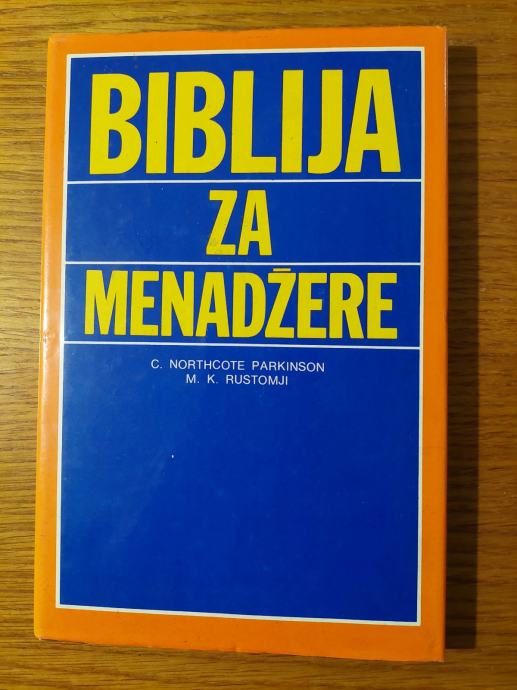 BIBLIJA
ZA
MENADŽERE
C. NORTHCOTE PARKINSON
M. K. RUSTOMJI